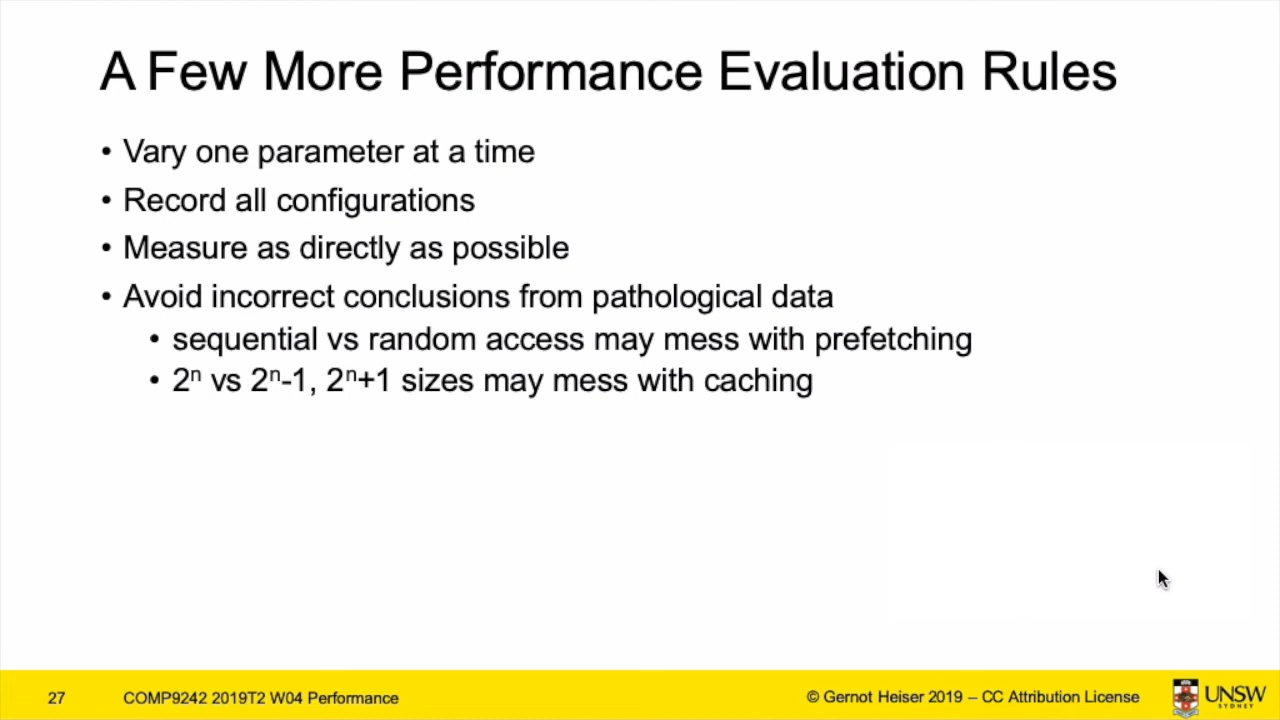 A Few More Performance Evaluation Rules
• Vary one parameter at a time
• Record all configurations
• Measure as directly as possible
• Avoid incorrect conclusions from pathological data
• sequential vs random access may mess with prefetching
• 2ⁿ vs 2ⁿ-1, 2ⁿ+1 sizes may mess with caching
27 COMP9242 2019T2 W04 Performance © Gernot Heiser 2019 – CC Attribution License UNSW
SYDNEY